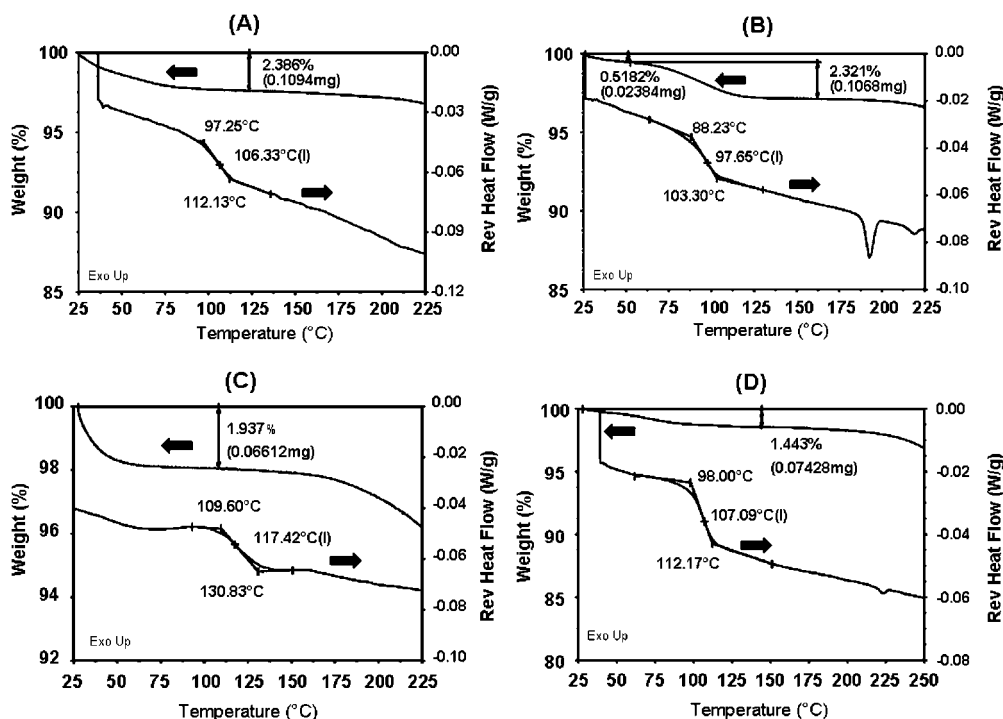 (A)
100
95
90
85
Weight (%)
2.386%
(0.1094mg)
97.25°C
106.33°C(I)
112.13°C
Exo Up
0.00
-0.03
-0.06
-0.09
-0.12
Rev Heat Flow (W/g)
25 50 75 100 125 150 175 200 225
Temperature (°C)
(B)
100
95
90
85
Weight (%)
0.5182%
(0.02384mg)
2.321%
(0.1068mg)
88.23°C
97.65°C(I)
103.30°C
Exo Up
0.00
-0.02
-0.04
-0.06
-0.08
-0.10
Rev Heat Flow (W/g)
25 50 75 100 125 150 175 200 225
Temperature (°C)
(C)
100
98
96
94
92
Weight (%)
1.937%
(0.06612mg)
109.60°C
117.42°C(I)
130.83°C
Exo Up
0.00
-0.02
-0.04
-0.06
-0.08
-0.10
Rev Heat Flow (W/g)
25 50 75 100 125 150 175 200 225
Temperature (°C)
(D)
100
95
90
85
80
Weight (%)
1.443%
(0.07428mg)
98.00°C
107.09°C(I)
112.17°C
Exo Up
0.00
-0.02
-0.04
-0.06
-0.08
Rev Heat Flow (W/g)
25 50 75 100 125 150 175 200 225 250
Temperature (°C)